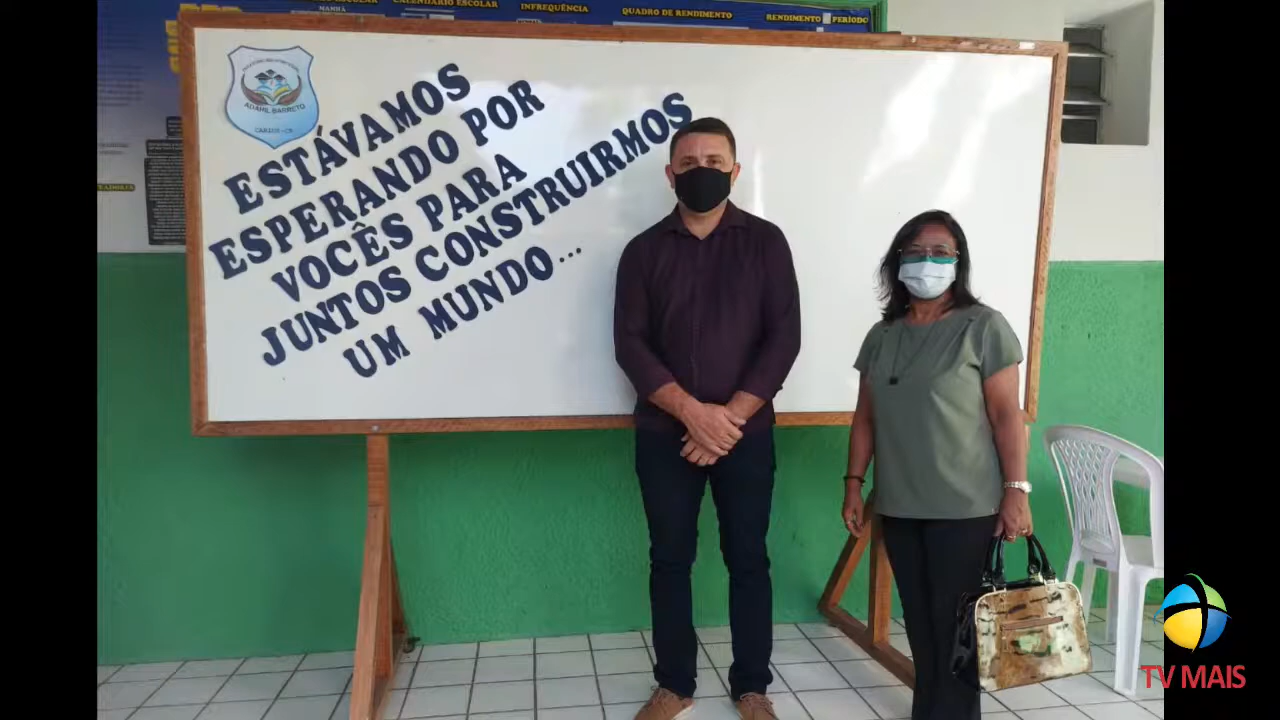 CALENDÁRIO ESCOLAR
INFREQUÊNCIA
QUADRO DE RENDIMENTO
RENDIMENTO
PERÍODO
MANHÃ
ADAHIL BARRETO
ESTÁVAMOS
ESPERANDO POR
VOCÊS PARA
JUNTOS CONSTRUIRMOS
UM MUNDO...
TV MAIS